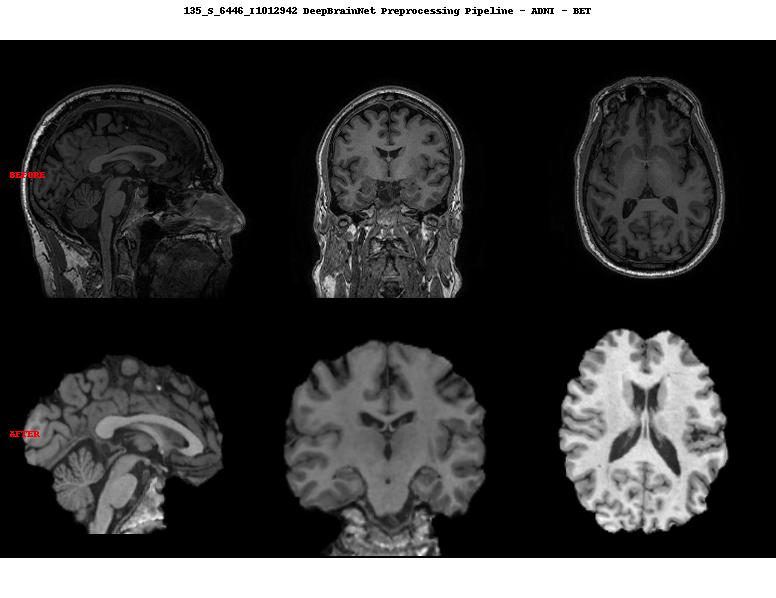 135_S_6446_I1012942 DeepBrainNet Preprocessing Pipeline - ADNI - BET
BEFORE
AFTER